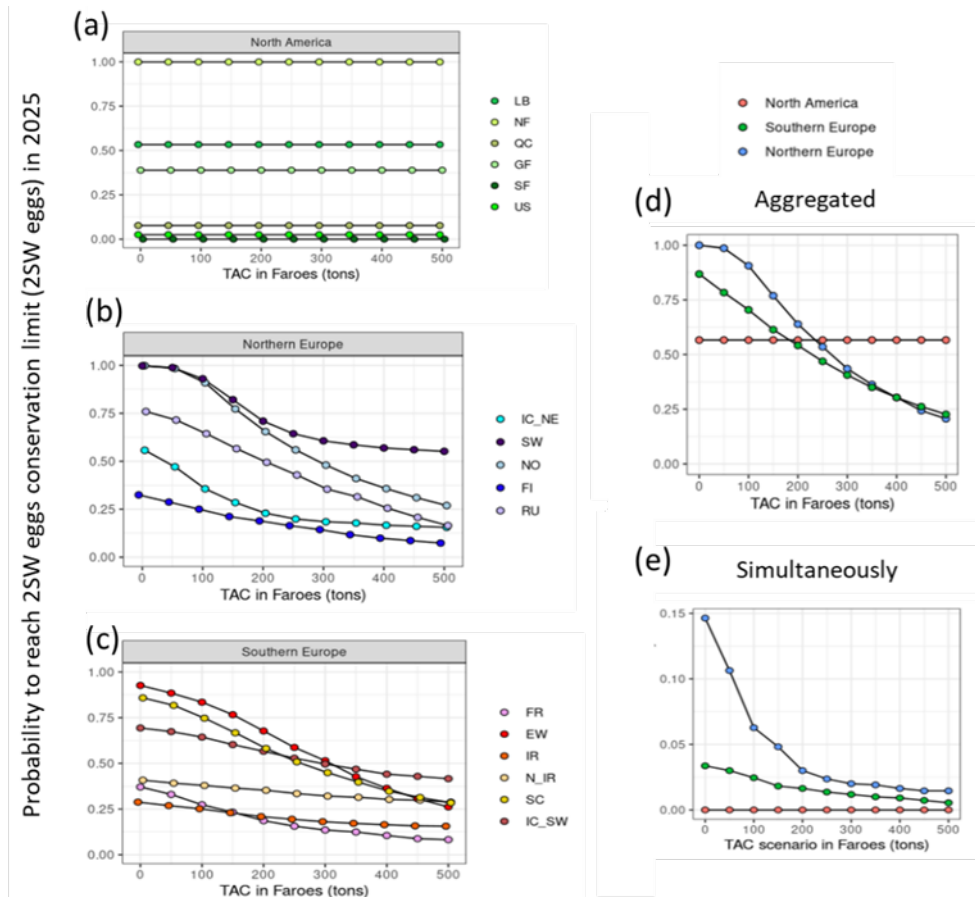 Probability to reach 2SW eggs conservation limit (2SW eggs) in 2025
(a)
North America
1.00
0.75
0.50
0.25
0.00
0 100 200 300 400 500
TAC in Faroes (tons)
LB
NF
QC
GF
SF
US
(b)
Northern Europe
1.00
0.75
0.50
0.25
0.00
0 100 200 300 400 500
TAC in Faroes (tons)
IC_NE
SW
NO
FI
RU
(c)
Southern Europe
1.00
0.75
0.50
0.25
0.00
0 100 200 300 400 500
TAC in Faroes (tons)
FR
EW
IR
N_IR
SC
IC_SW
North America
Southern Europe
Northern Europe
(d)
Aggregated
1.00
0.75
0.50
0.25
0.00
0 100 200 300 400 500
TAC in Faroes (tons)
(e)
Simultaneously
0.15
0.10
0.05
0.00
0 100 200 300 400 500
TAC scenario in Faroes (tons)